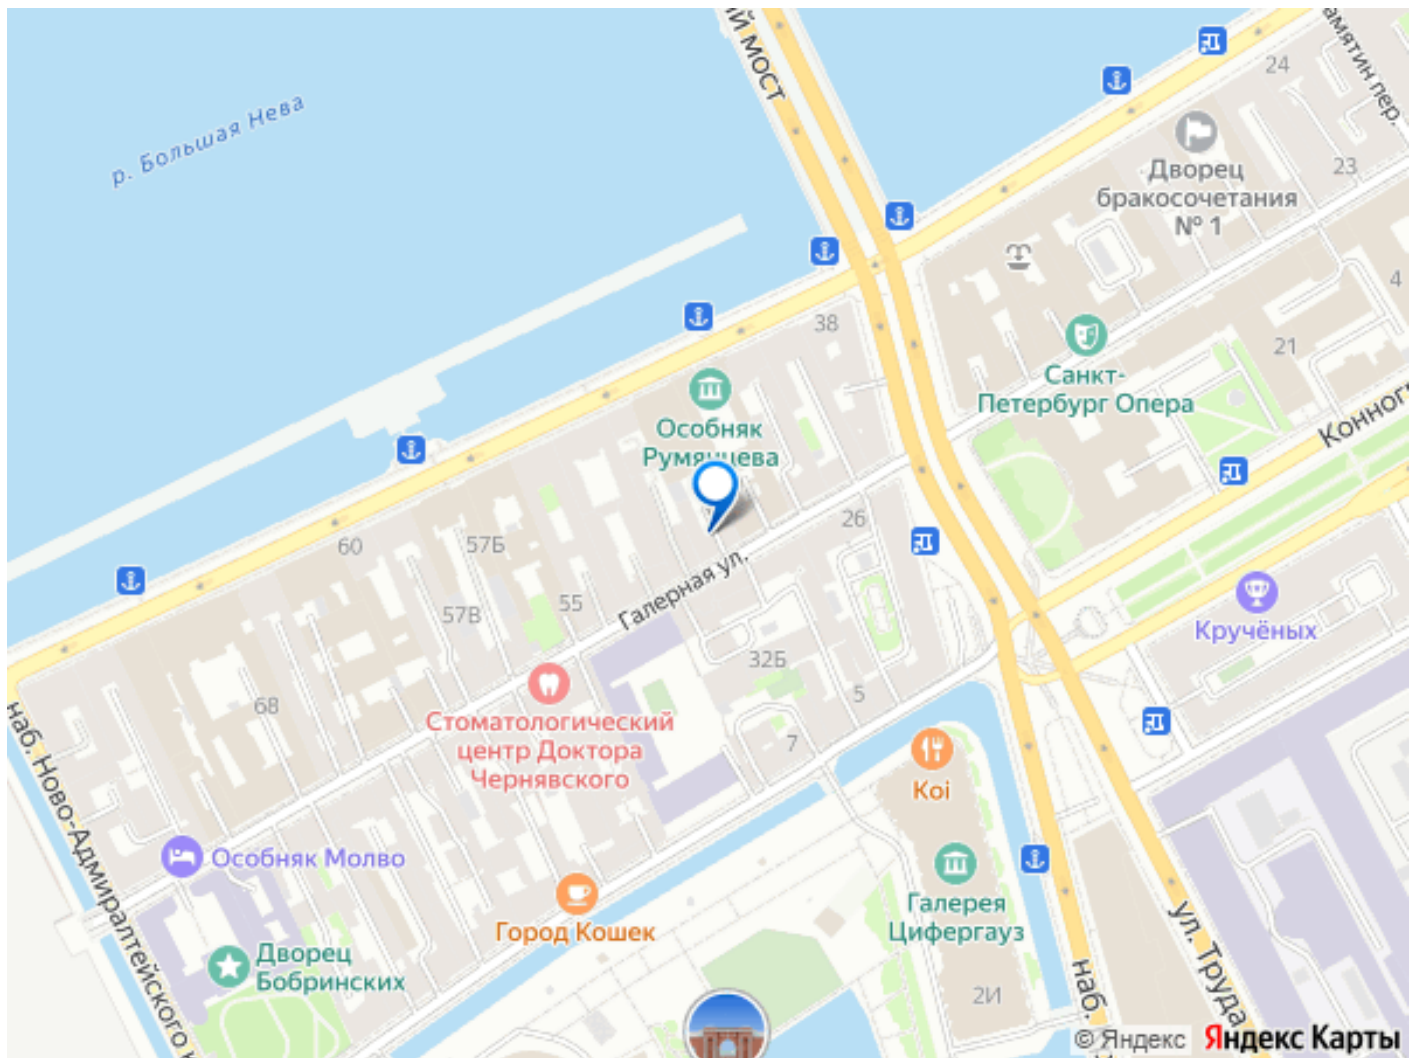 ий мост
амятин пер.
24
р. Большая Нева
Дворец
бракосочетания
№ 1
23
4
38
21
Санкт-
Петербург Опера
Особняк
Румянцева
Конног
26
60
57Б
57В
55
Галерная ул.
Кручёных
32Б
5
68
7
Стоматологический
центр Доктора
Чернявского
Koi
наб. Ново-Адмиралтейского к
Особняк Молво
Город Кошек
Галерея
Цифергауз
Дворец
Бобринских
2И
наб.
ул. Труда
© Яндекс Яндекс Карты